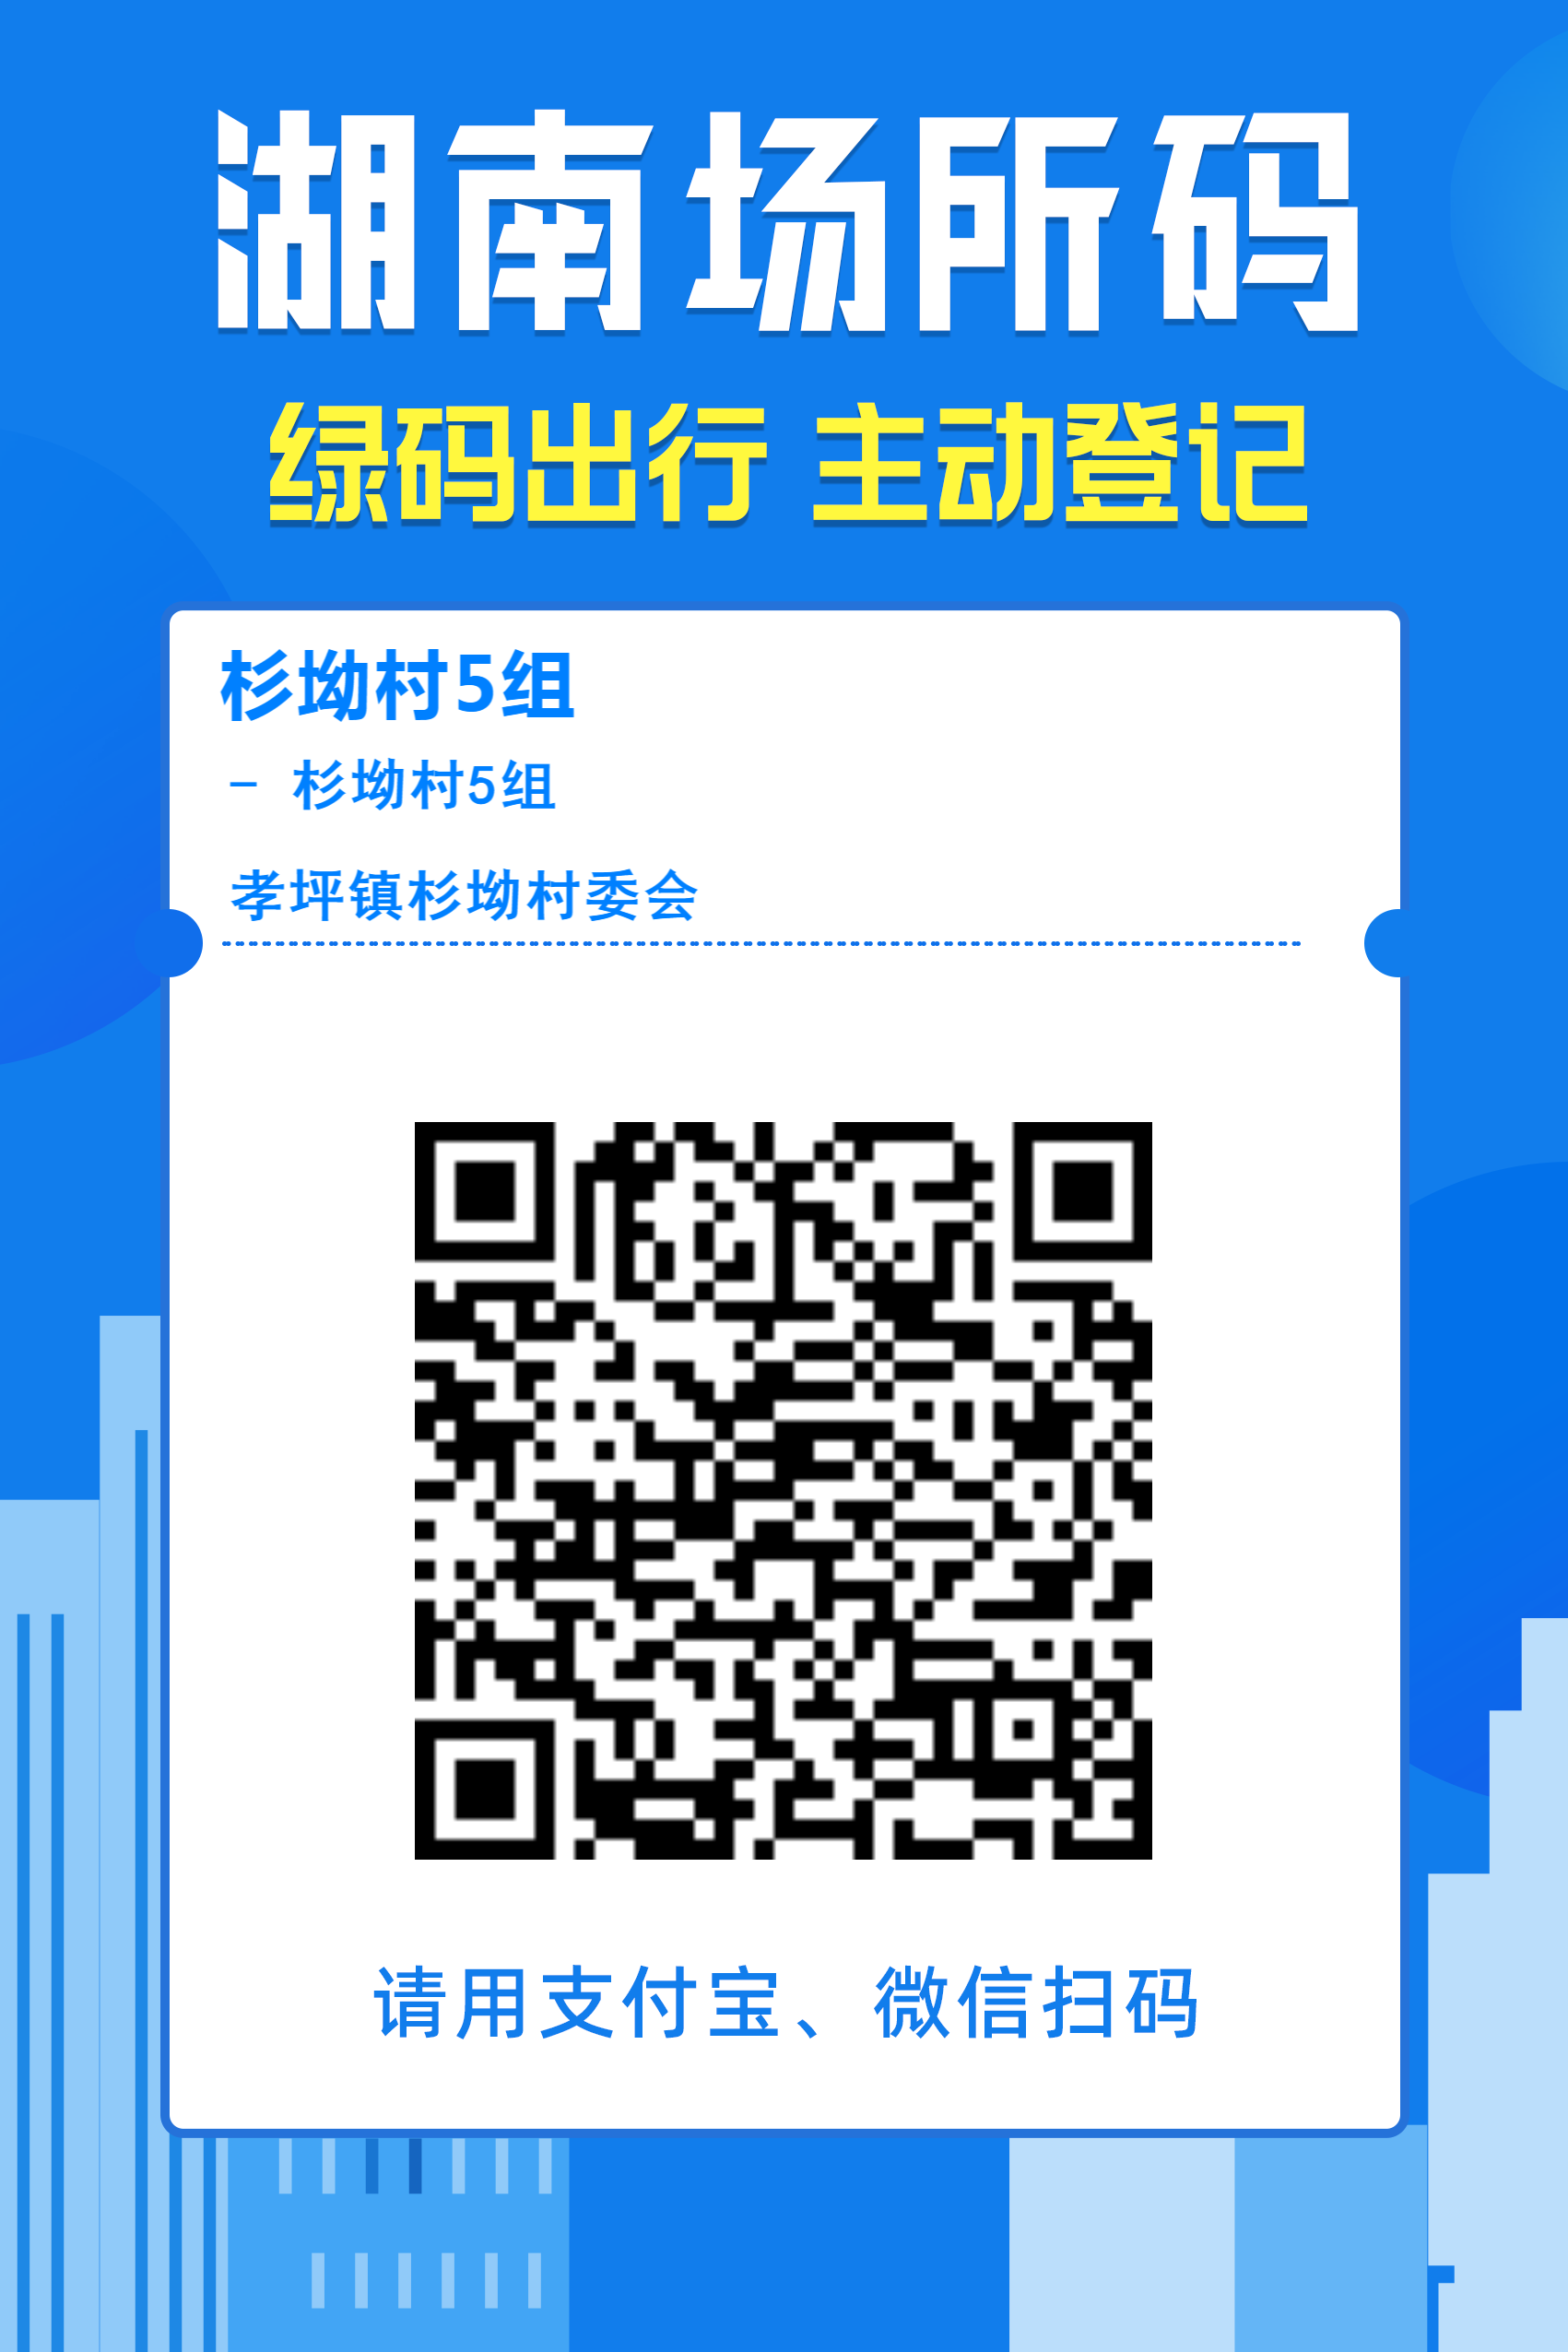 湖南场所码
绿码出行 主动登记
杉坳村5组
– 杉坳村5组
孝坪镇杉坳村委会
请用支付宝、微信扫码